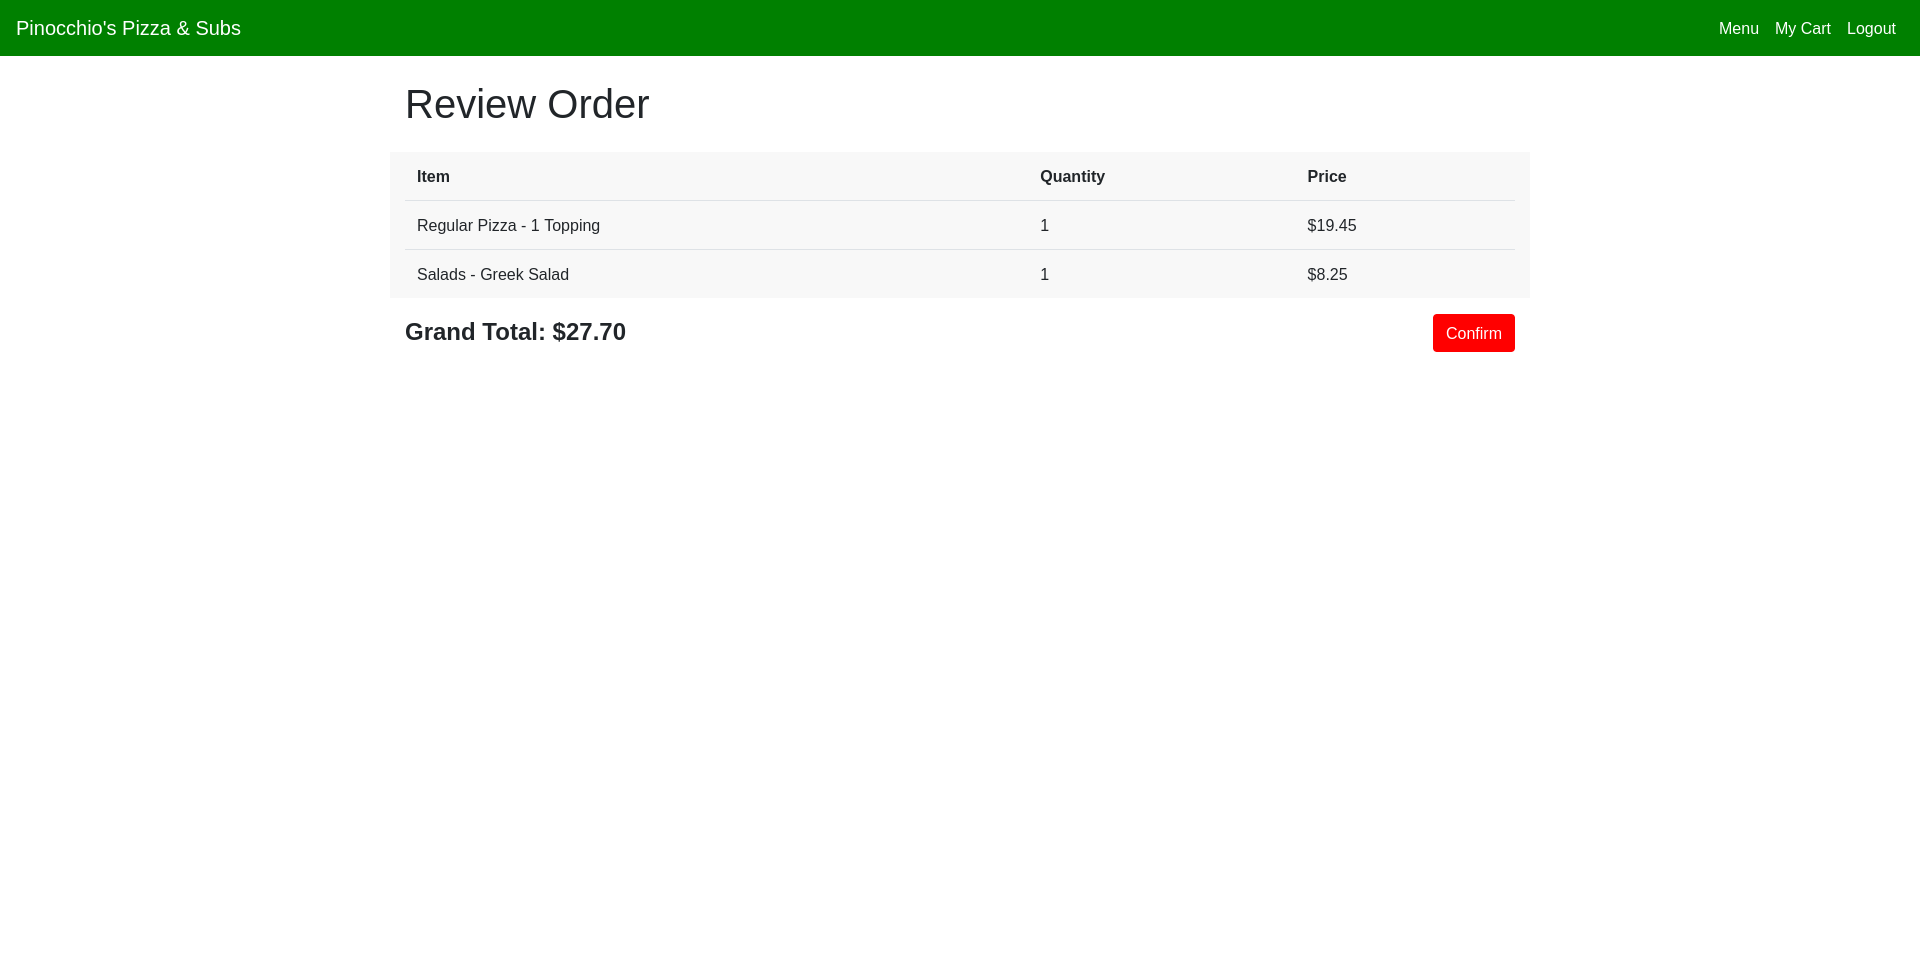 Pinocchio's Pizza & Subs Menu My Cart Logout
Review Order
Item Quantity Price
Regular Pizza - 1 Topping 1 $19.45
Salads - Greek Salad 1 $8.25
Grand Total: $27.70 Confirm